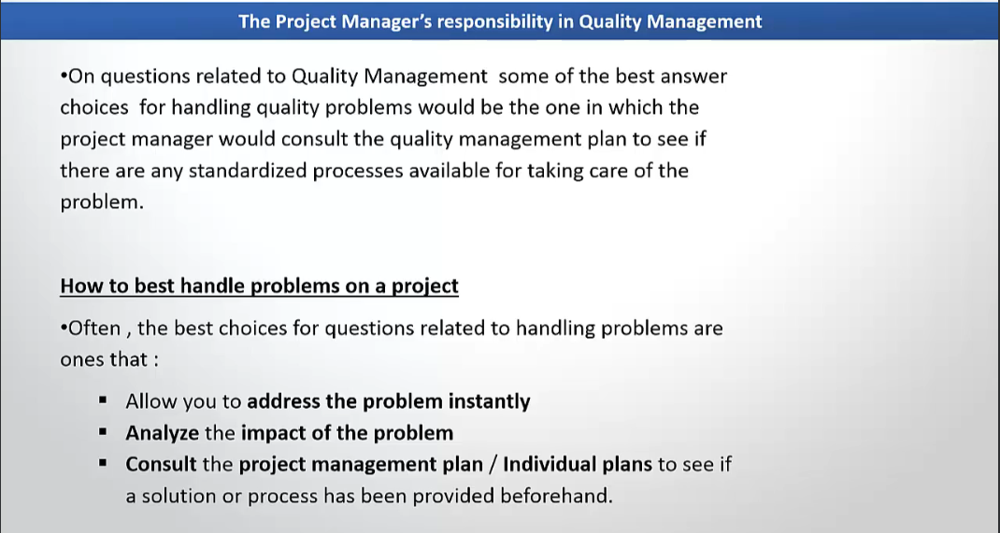 The Project Manager's responsibility in Quality Management
•On questions related to Quality Management  some of the best answer
choices  for handling quality problems would be the one in which the
project manager would consult the quality management plan to see if
there are any standardized processes available for taking care of the
problem.
How to best handle problems on a project
•Often , the best choices for questions related to handling problems are
ones that :
▪ Allow you to address the problem instantly
▪ Analyze the impact of the problem
▪ Consult the project management plan / Individual plans to see if
a solution or process has been provided beforehand.